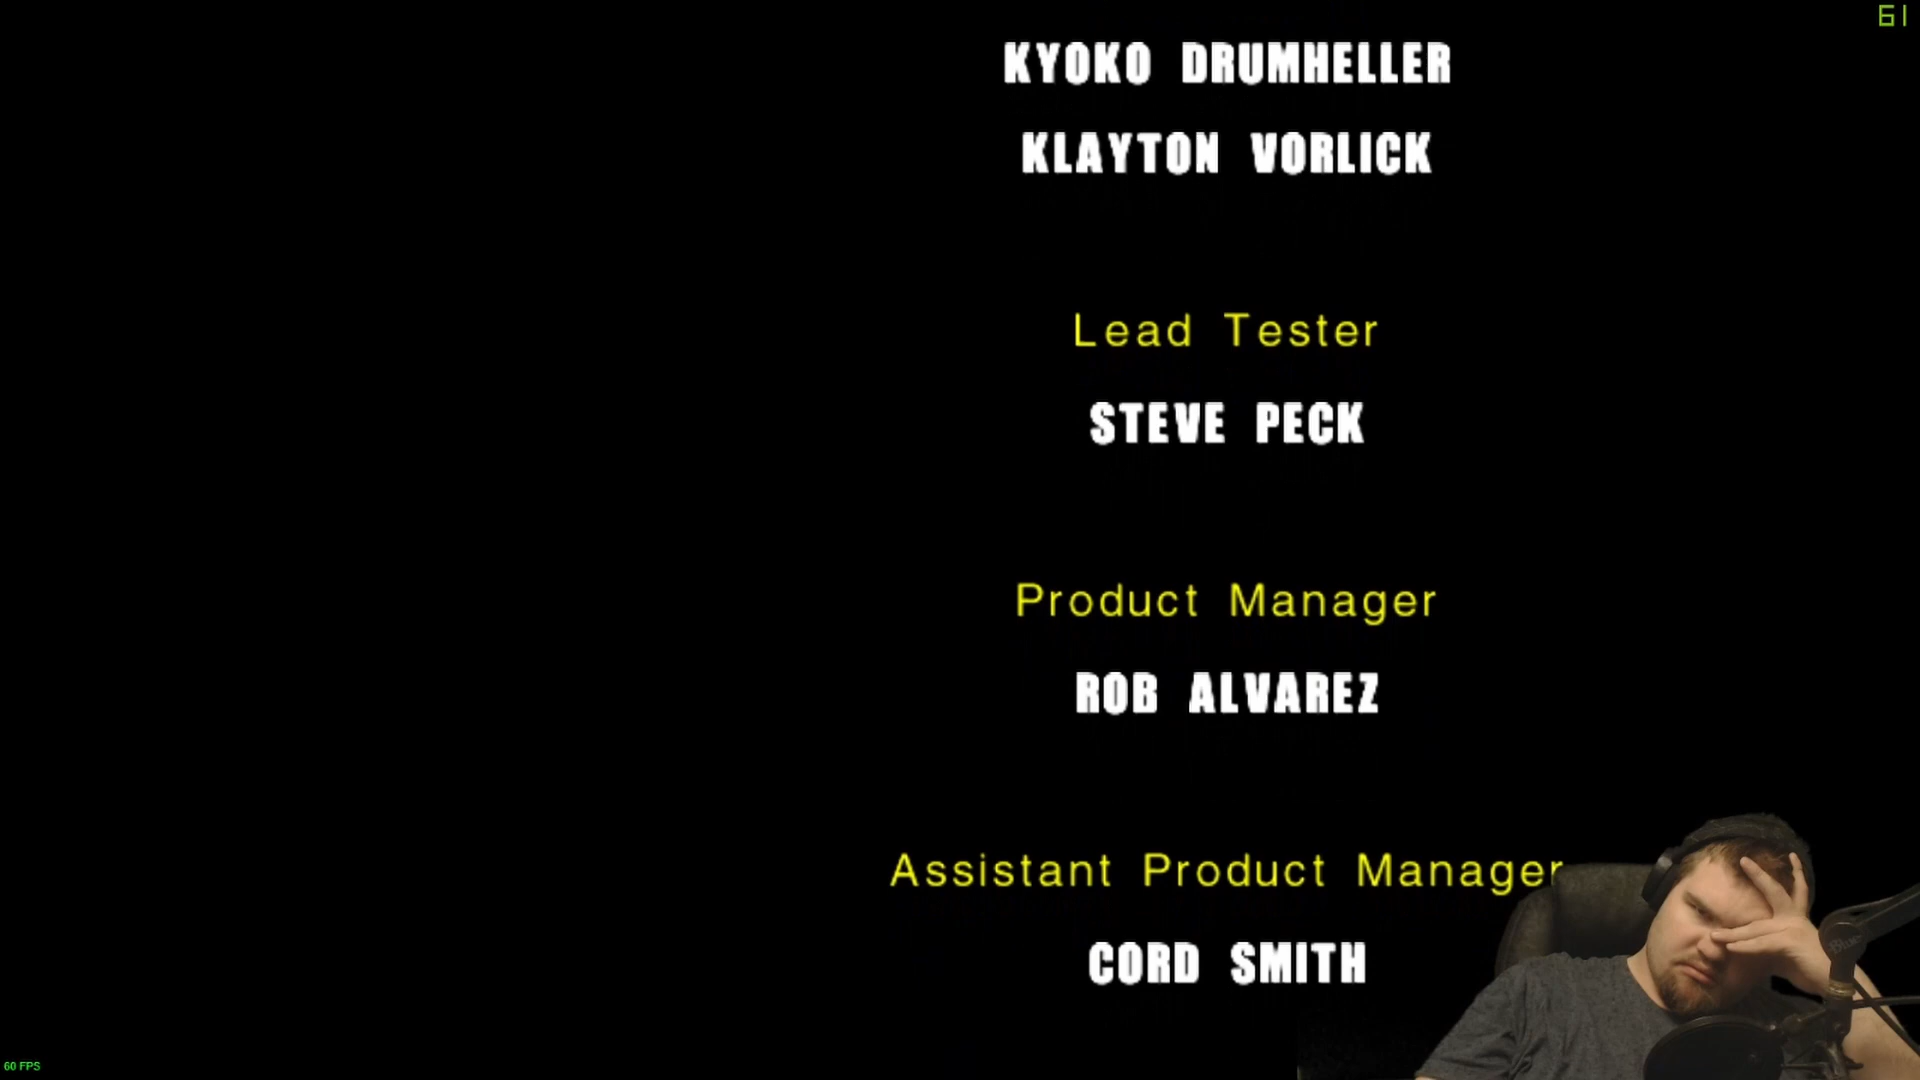 61
KYOKO DRUMHELLER
KLAYTON VORLICK
Lead Tester
STEVE PECK
Product Manager
ROB ALVAREZ
Assistant Product Manager
CORD SMITH
Blue
60 FPS